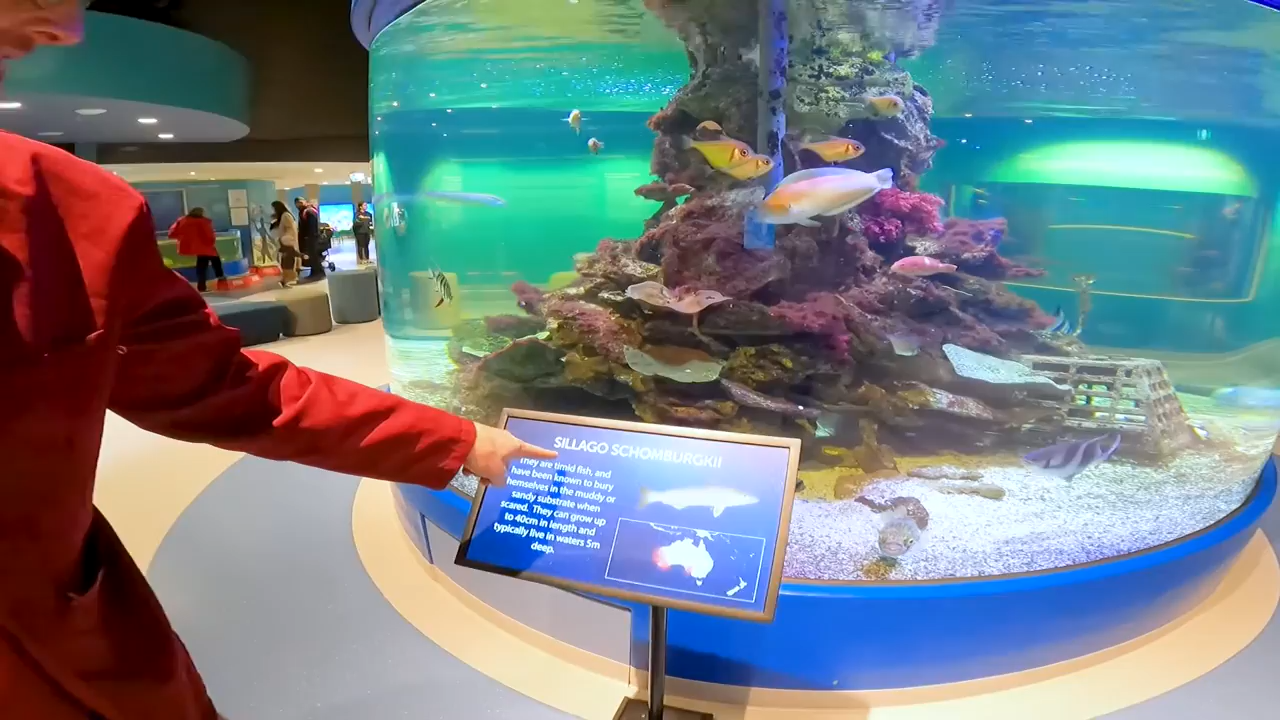 SILLAGO SCHOMBURGKII
They are timid fish, and
have been known to bury
hemselves in the muddy or
sandy substrate when
scared. They can grow up
to 40cm in length and
typically live in waters 5m
deep.